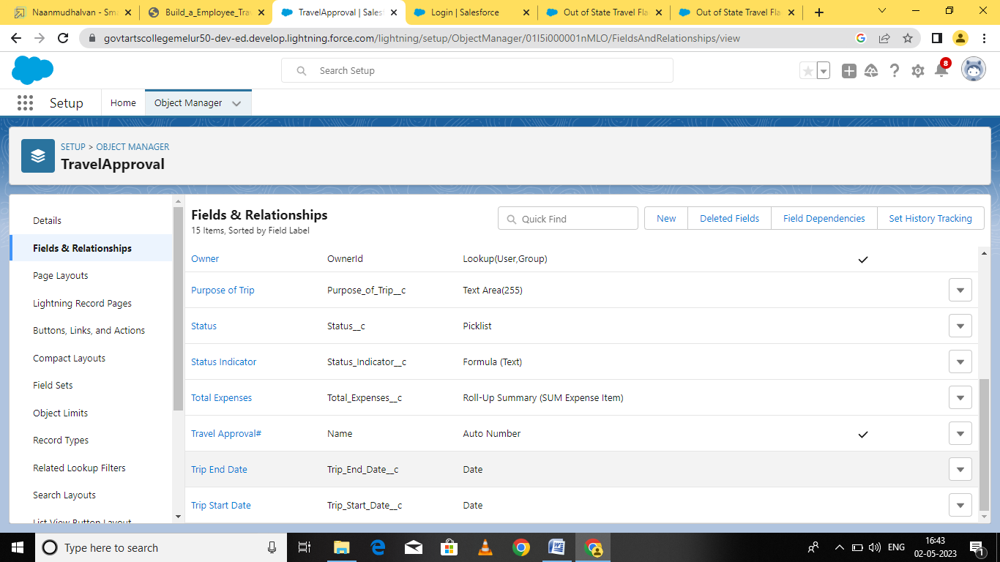 Naanmudhalvan - Sma
Build_a_Employee_Tra
TravelApproval | Sales
Login | Salesforce
Out of State Travel Fla
Out of State Travel Fla
govtartscollegemelur50-dev-ed.develop.lightning.force.com/lightning/setup/ObjectManager/01I5i000001nMLO/FieldsAndRelationships/view
Search Setup
8
Setup
Home
Object Manager
SETUP > OBJECT MANAGER
TravelApproval
Details
Fields & Relationships
Page Layouts
Lightning Record Pages
Buttons, Links, and Actions
Compact Layouts
Field Sets
Object Limits
Record Types
Related Lookup Filters
Search Layouts
List View Button Layout
Fields & Relationships
15 Items, Sorted by Field Label
Quick Find
New
Deleted Fields
Field Dependencies
Set History Tracking
Owner OwnerId Lookup(User,Group)
Purpose of Trip Purpose_of_Trip__c Text Area(255)
Status Status__c Picklist
Status Indicator Status_Indicator__c Formula (Text)
Total Expenses Total_Expenses__c Roll-Up Summary (SUM Expense Item)
Travel Approval# Name Auto Number
Trip End Date Trip_End_Date__c Date
Trip Start Date Trip_Start_Date__c Date
Type here to search
ENG
16:43
02-05-2023
1